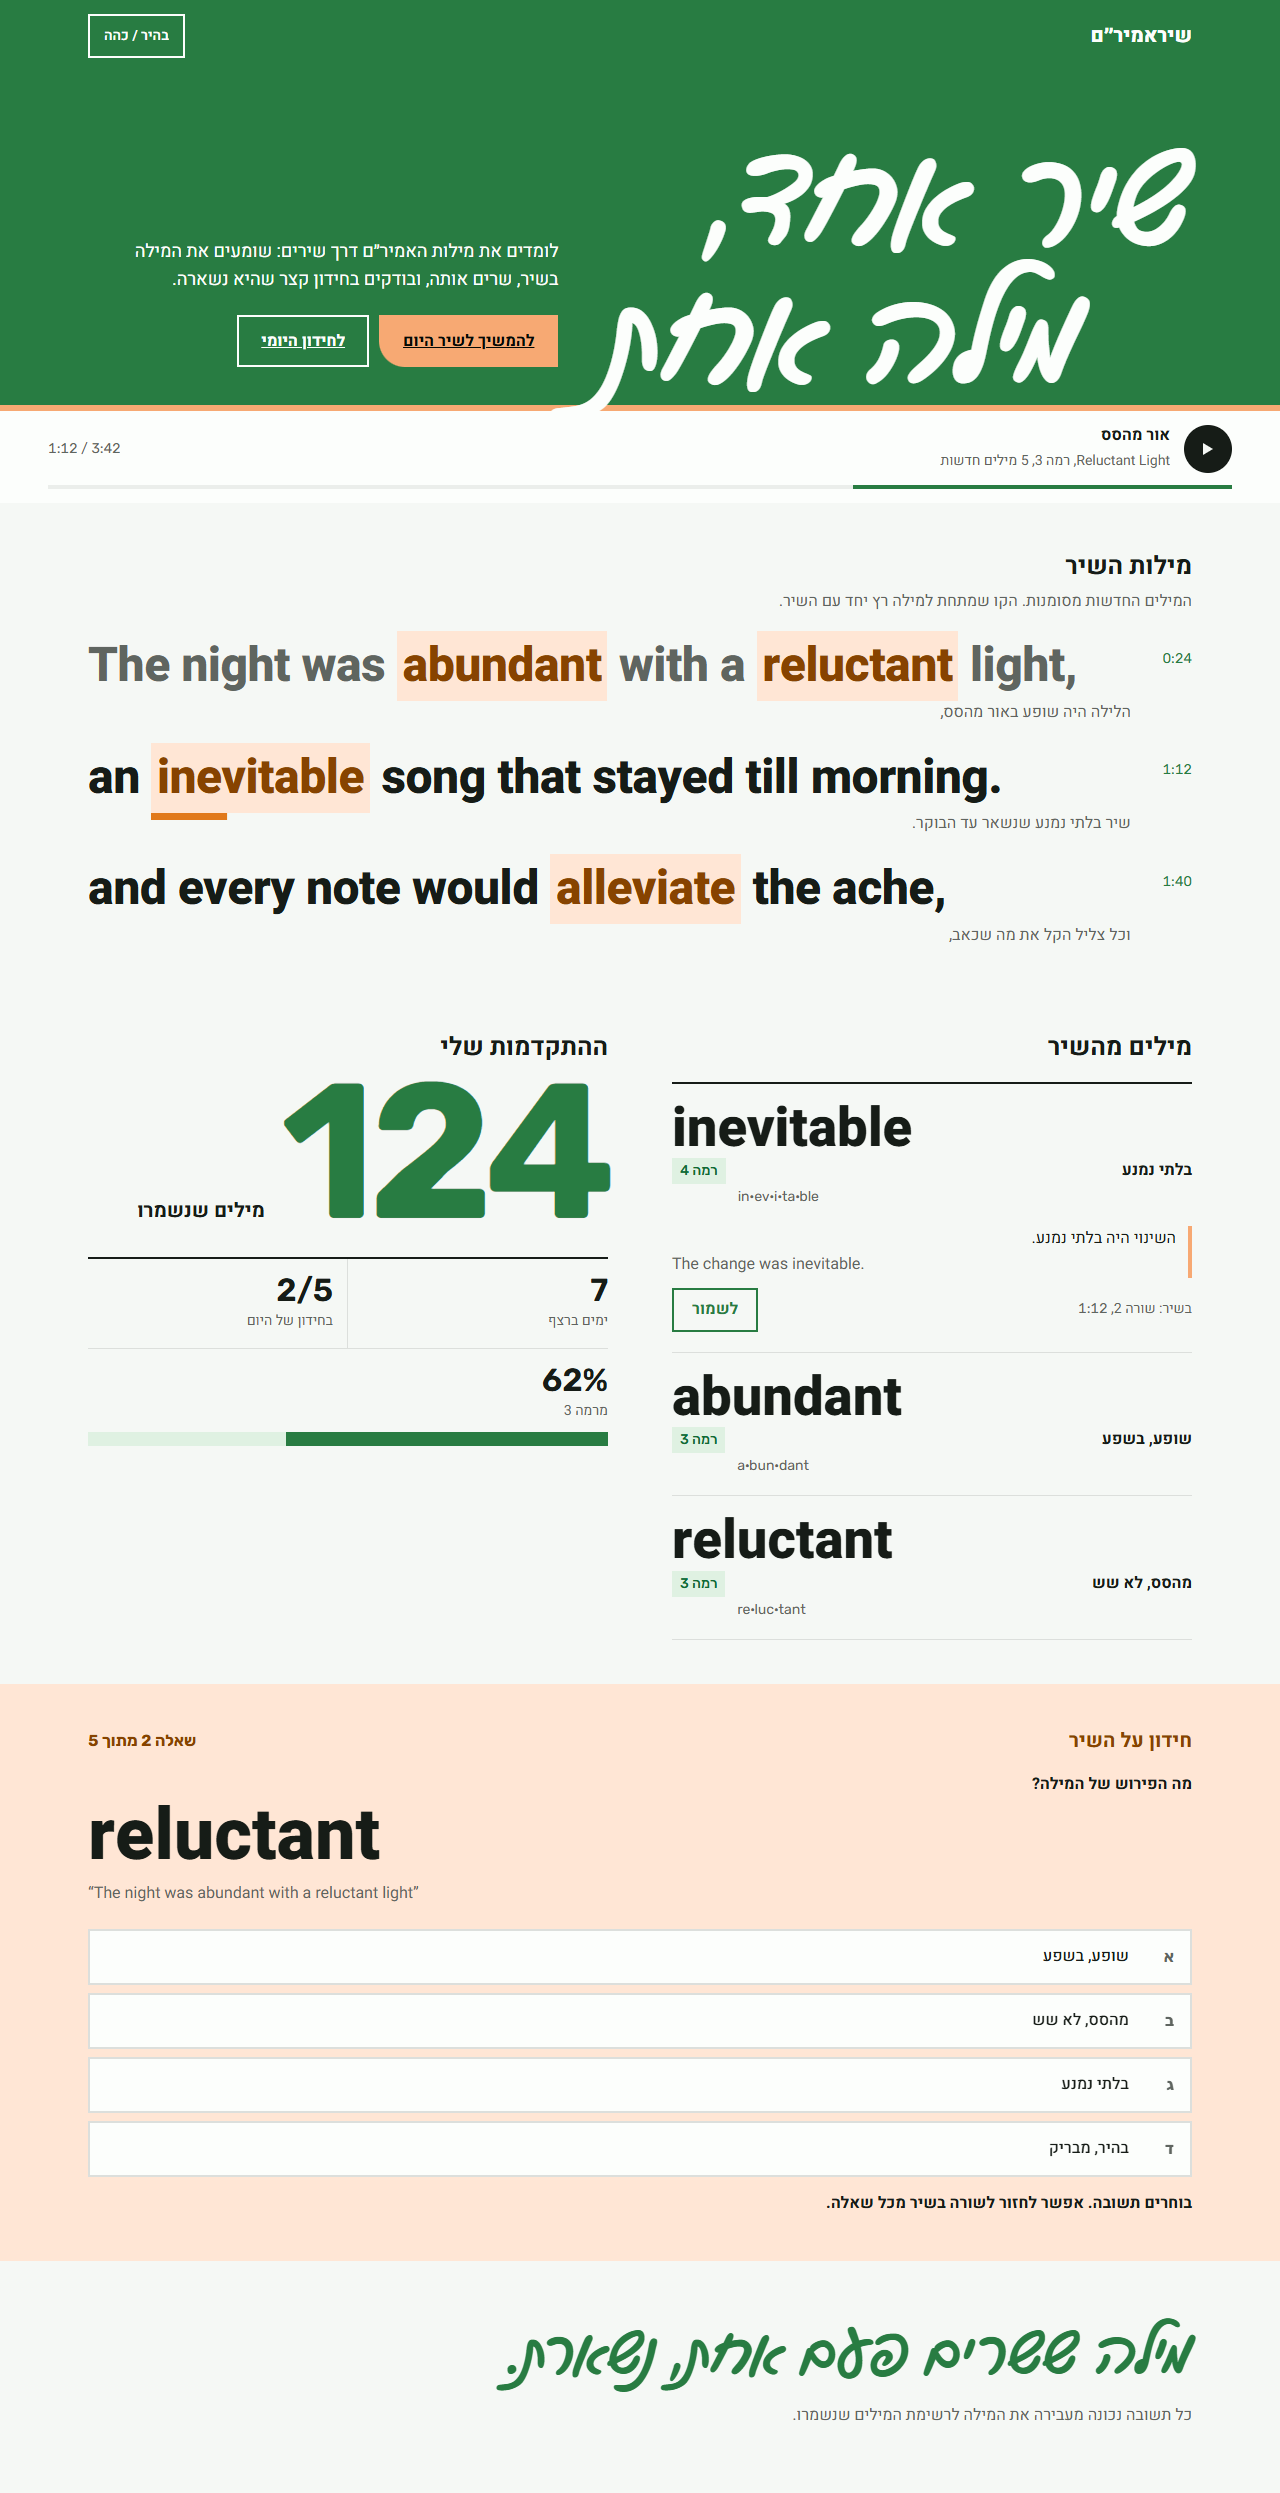 שיראמיר״ם
בהיר / כהה
שיר אחד,
מילה אחת
לומדים את מילות האמיר״ם דרך שירים: שומעים את המילה
בשיר, שרים אותה, ובודקים בחידון קצר שהיא נשארה.
להמשיך לשיר היום
לחידון היומי
אור מהסס
Reluctant Light, רמה 3, 5 מילים חדשות
1:12 / 3:42
מילות השיר
המילים החדשות מסומנות. הקו שמתחת למילה רץ יחד עם השיר.
0:24
The night was abundant with a reluctant light,
הלילה היה שופע באור מהסס,
1:12
an inevitable song that stayed till morning.
שיר בלתי נמנע שנשאר עד הבוקר.
1:40
and every note would alleviate the ache,
וכל צליל הקל את מה שכאב,
מילים מהשיר
inevitable
בלתי נמנע
רמה 4
in·ev·i·ta·ble
השינוי היה בלתי נמנע.
The change was inevitable.
בשיר: שורה 2, 1:12
לשמור
abundant
שופע, בשפע
רמה 3
a·bun·dant
reluctant
מהסס, לא שש
רמה 3
re·luc·tant
ההתקדמות שלי
124
מילים שנשמרו
7
ימים ברצף
2/5
בחידון של היום
62%
מרמה 3
חידון על השיר
שאלה 2 מתוך 5
מה הפירוש של המילה?
reluctant
“The night was abundant with a reluctant light”
א שופע, בשפע
ב מהסס, לא שש
ג בלתי נמנע
ד בהיר, מבריק
בוחרים תשובה. אפשר לחזור לשורה בשיר מכל שאלה.
מילה ששרים פעם אחת, נשארת.
כל תשובה נכונה מעבירה את המילה לרשימת המילים שנשמרו.